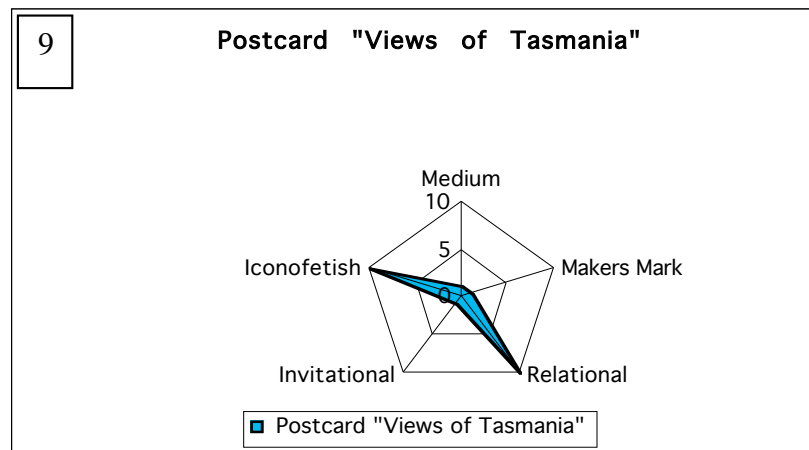 9
Postcard "Views of Tasmania"
Medium
10
5
Iconofetish
Makers Mark
0
Invitational
Relational
Postcard "Views of Tasmania"